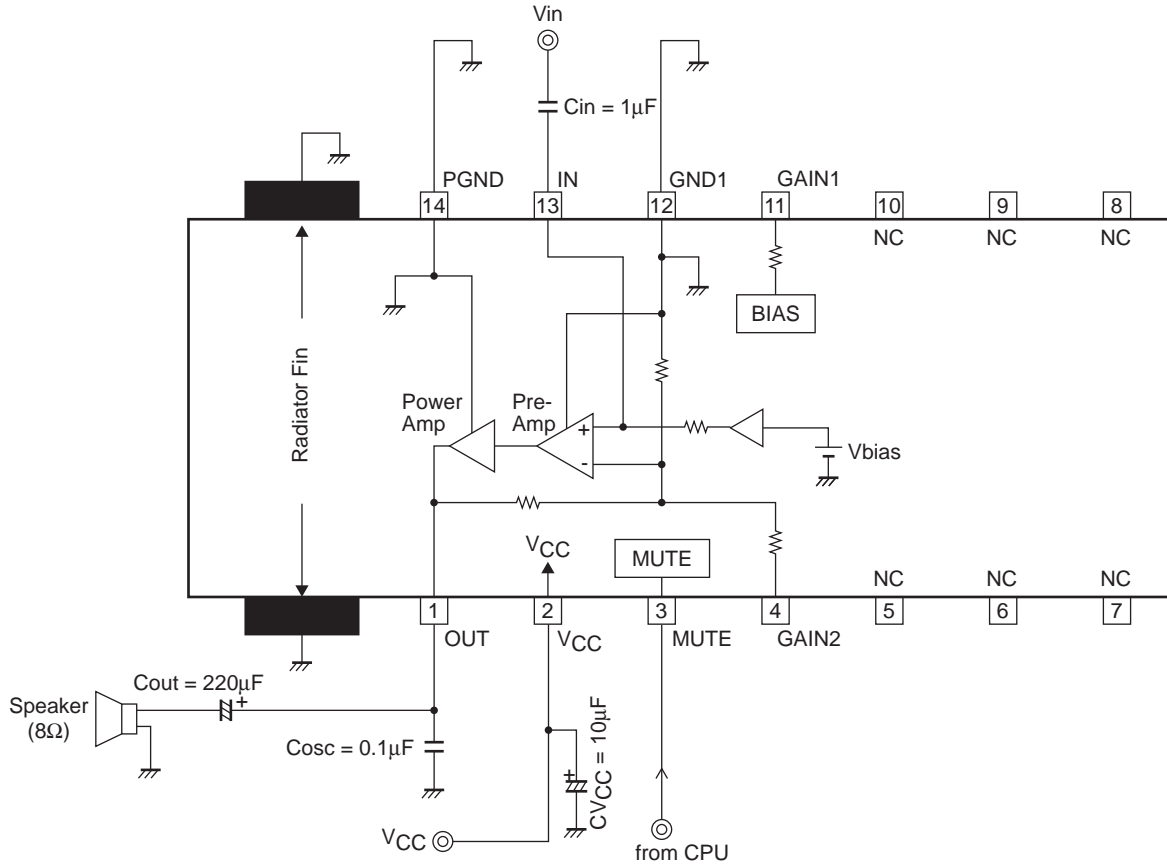 Vin
Cin = 1μF
PGND
IN
GND1
GAIN1
14
13
12
11
10
9
8
NC
NC
NC
BIAS
Radiator Fin
Power
Amp
Pre-
Amp
+
-
Vbias
VCC
MUTE
NC
NC
NC
1
2
3
4
5
6
7
OUT
VCC
MUTE
GAIN2
Cout = 220μF
+
Speaker
(8Ω)
Cosc = 0.1μF
+
CVCC = 10μF
VCC
from CPU